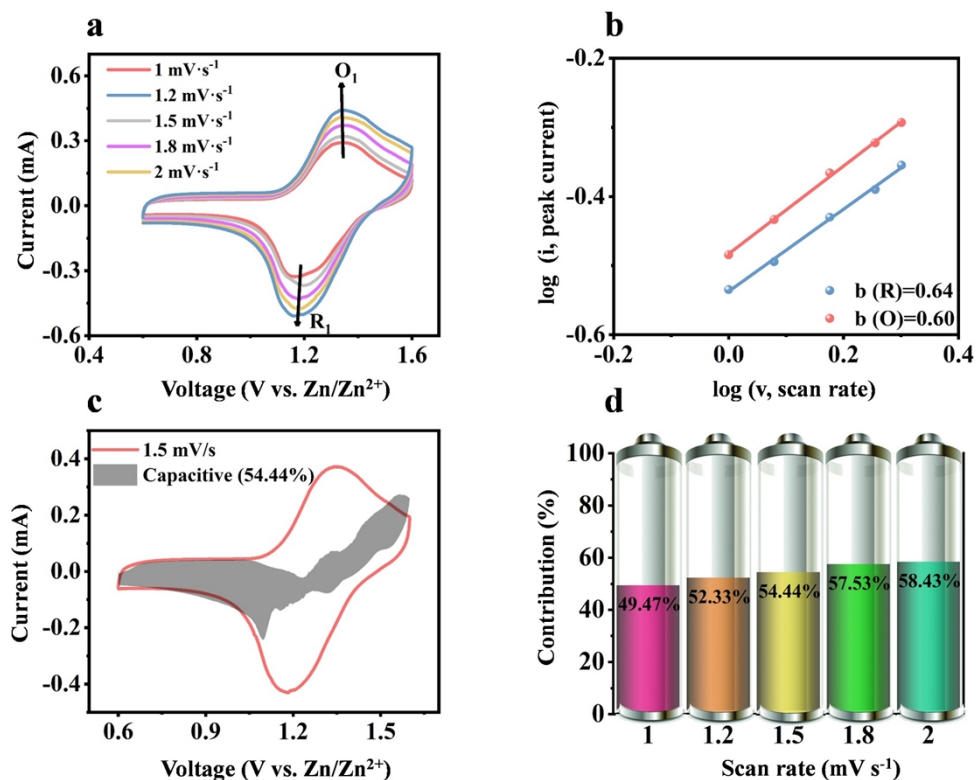 a
0.6
0.3
0.0
-0.3
-0.6
Current (mA)
1 mV·s⁻¹
1.2 mV·s⁻¹
1.5 mV·s⁻¹
1.8 mV·s⁻¹
2 mV·s⁻¹
O₁
R₁
0.4 0.8 1.2 1.6
Voltage (V vs. Zn/Zn²⁺)
b
-0.2
-0.4
-0.6
log (i, peak current)
b (R)=0.64
b (O)=0.60
-0.2 0.0 0.2 0.4
log (v, scan rate)
c
0.4
0.2
0.0
-0.2
-0.4
Current (mA)
1.5 mV/s
Capacitive (54.44%)
0.6 0.9 1.2 1.5
Voltage (V vs. Zn/Zn²⁺)
d
100
80
60
40
20
0
Contribution (%)
49.47% 52.33% 54.44% 57.53% 58.43%
1 1.2 1.5 1.8 2
Scan rate (mV s⁻¹)